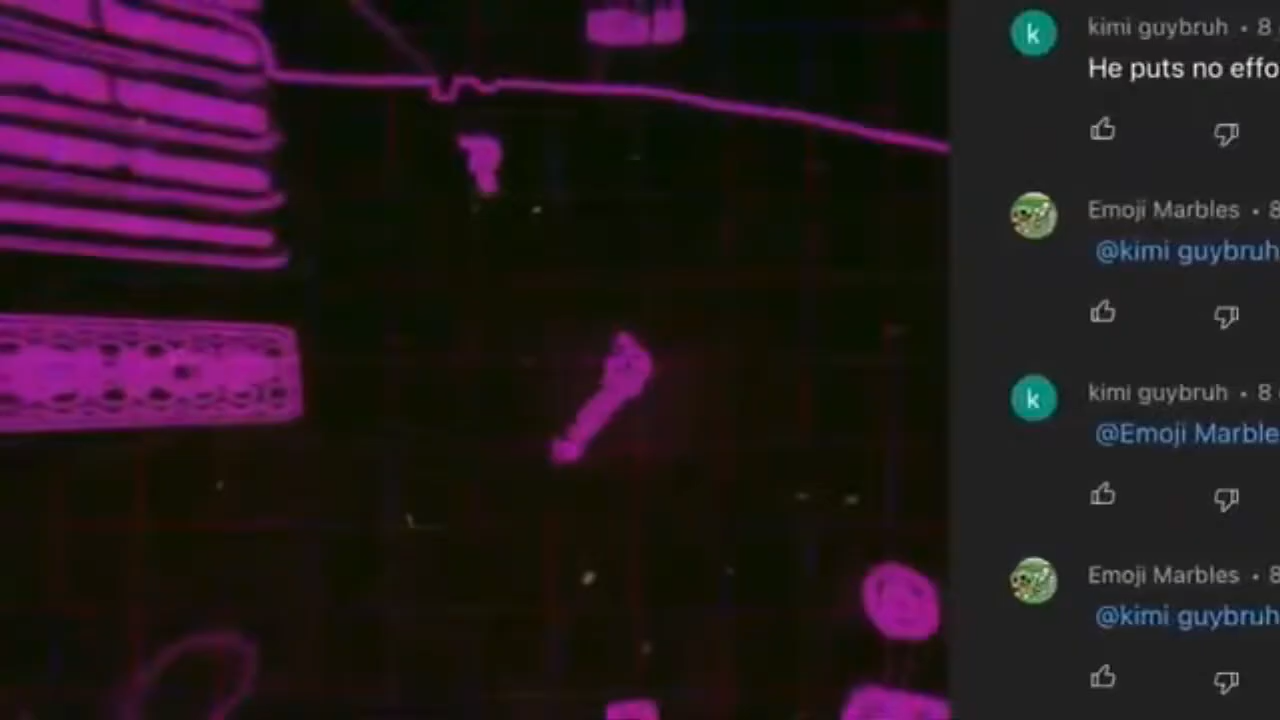 k
kimi guybruh • 8
He puts no effo
Emoji Marbles • 8
@kimi guybruh
k
kimi guybruh • 8
@Emoji Marble
Emoji Marbles • 8
@kimi guybruh